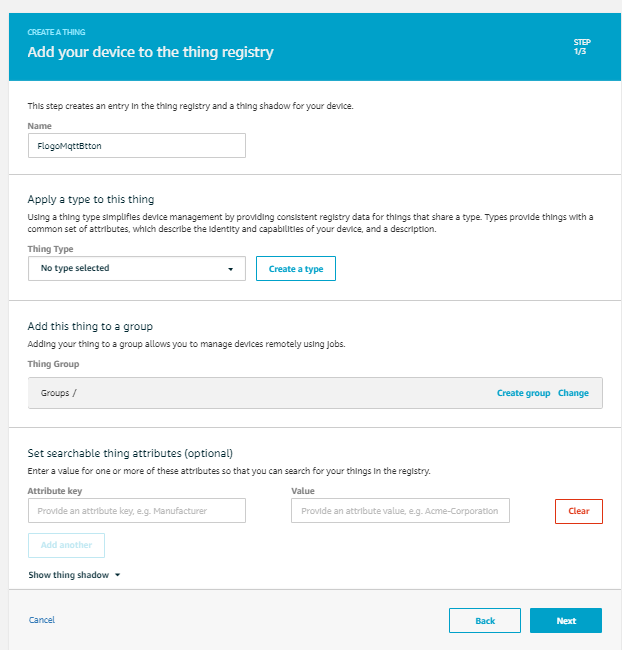 CREATE A THING
Add your device to the thing registry
STEP
1/3
This step creates an entry in the thing registry and a thing shadow for your device.
Name
FlogoMqttBtton
Apply a type to this thing
Using a thing type simplifies device management by providing consistent registry data for things that share a type. Types provide things with a
common set of attributes, which describe the identity and capabilities of your device, and a description.
Thing Type
No type selected
Create a type
Add this thing to a group
Adding your thing to a group allows you to manage devices remotely using jobs.
Thing Group
Groups /
Create group Change
Set searchable thing attributes (optional)
Enter a value for one or more of these attributes so that you can search for your things in the registry.
Attribute key
Value
Provide an attribute key, e.g. Manufacturer
Provide an attribute value, e.g. Acme-Corporation
Clear
Add another
Show thing shadow
Cancel
Back
Next